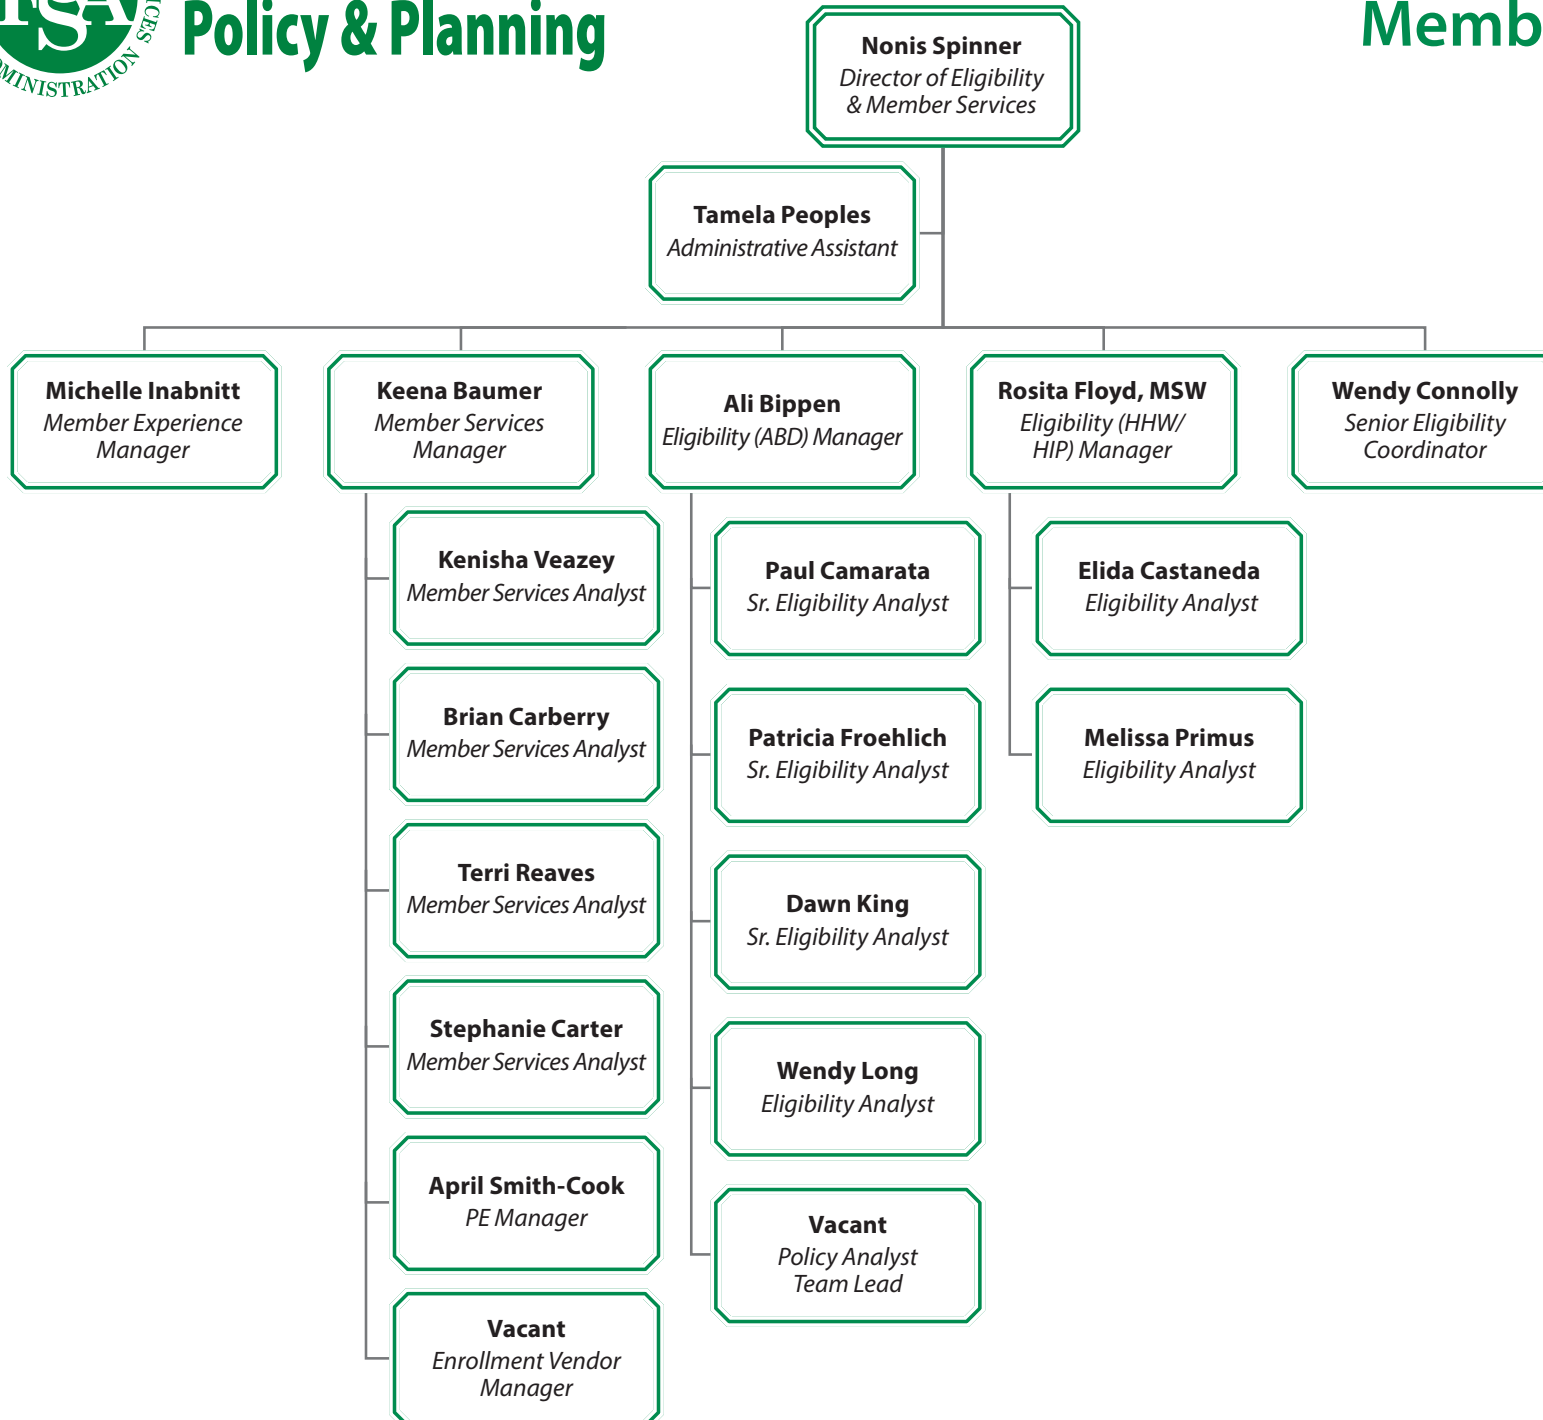 S
ICES
MINISTRATION
Policy & Planning
Memb
Nonis Spinner
Director of Eligibility
& Member Services
Tamela Peoples
Administrative Assistant
Michelle Inabnitt
Member Experience
Manager
Keena Baumer
Member Services
Manager
Ali Bippen
Eligibility (ABD) Manager
Rosita Floyd, MSW
Eligibility (HHW/
HIP) Manager
Wendy Connolly
Senior Eligibility
Coordinator
Kenisha Veazey
Member Services Analyst
Brian Carberry
Member Services Analyst
Terri Reaves
Member Services Analyst
Stephanie Carter
Member Services Analyst
April Smith-Cook
PE Manager
Vacant
Enrollment Vendor
Manager
Paul Camarata
Sr. Eligibility Analyst
Patricia Froehlich
Sr. Eligibility Analyst
Dawn King
Sr. Eligibility Analyst
Wendy Long
Eligibility Analyst
Vacant
Policy Analyst
Team Lead
Elida Castaneda
Eligibility Analyst
Melissa Primus
Eligibility Analyst